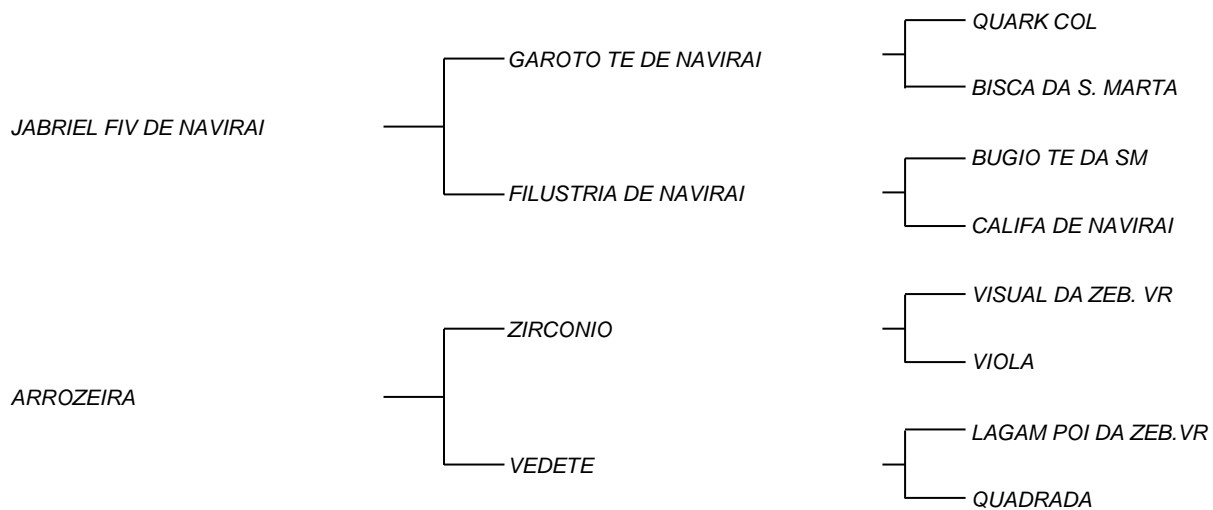 QUARK COL
GAROTO TE DE NAVIRAI
BISCA DA S. MARTA
JABRIEL FIV DE NAVIRAI
BUGIO TE DA SM
FILUSTRIA DE NAVIRAI
CALIFA DE NAVIRAI
VISUAL DA ZEB. VR
ZIRCONIO
VIOLA
ARROZEIRA
LAGAM POI DA ZEB.VR
VEDETE
QUADRADA